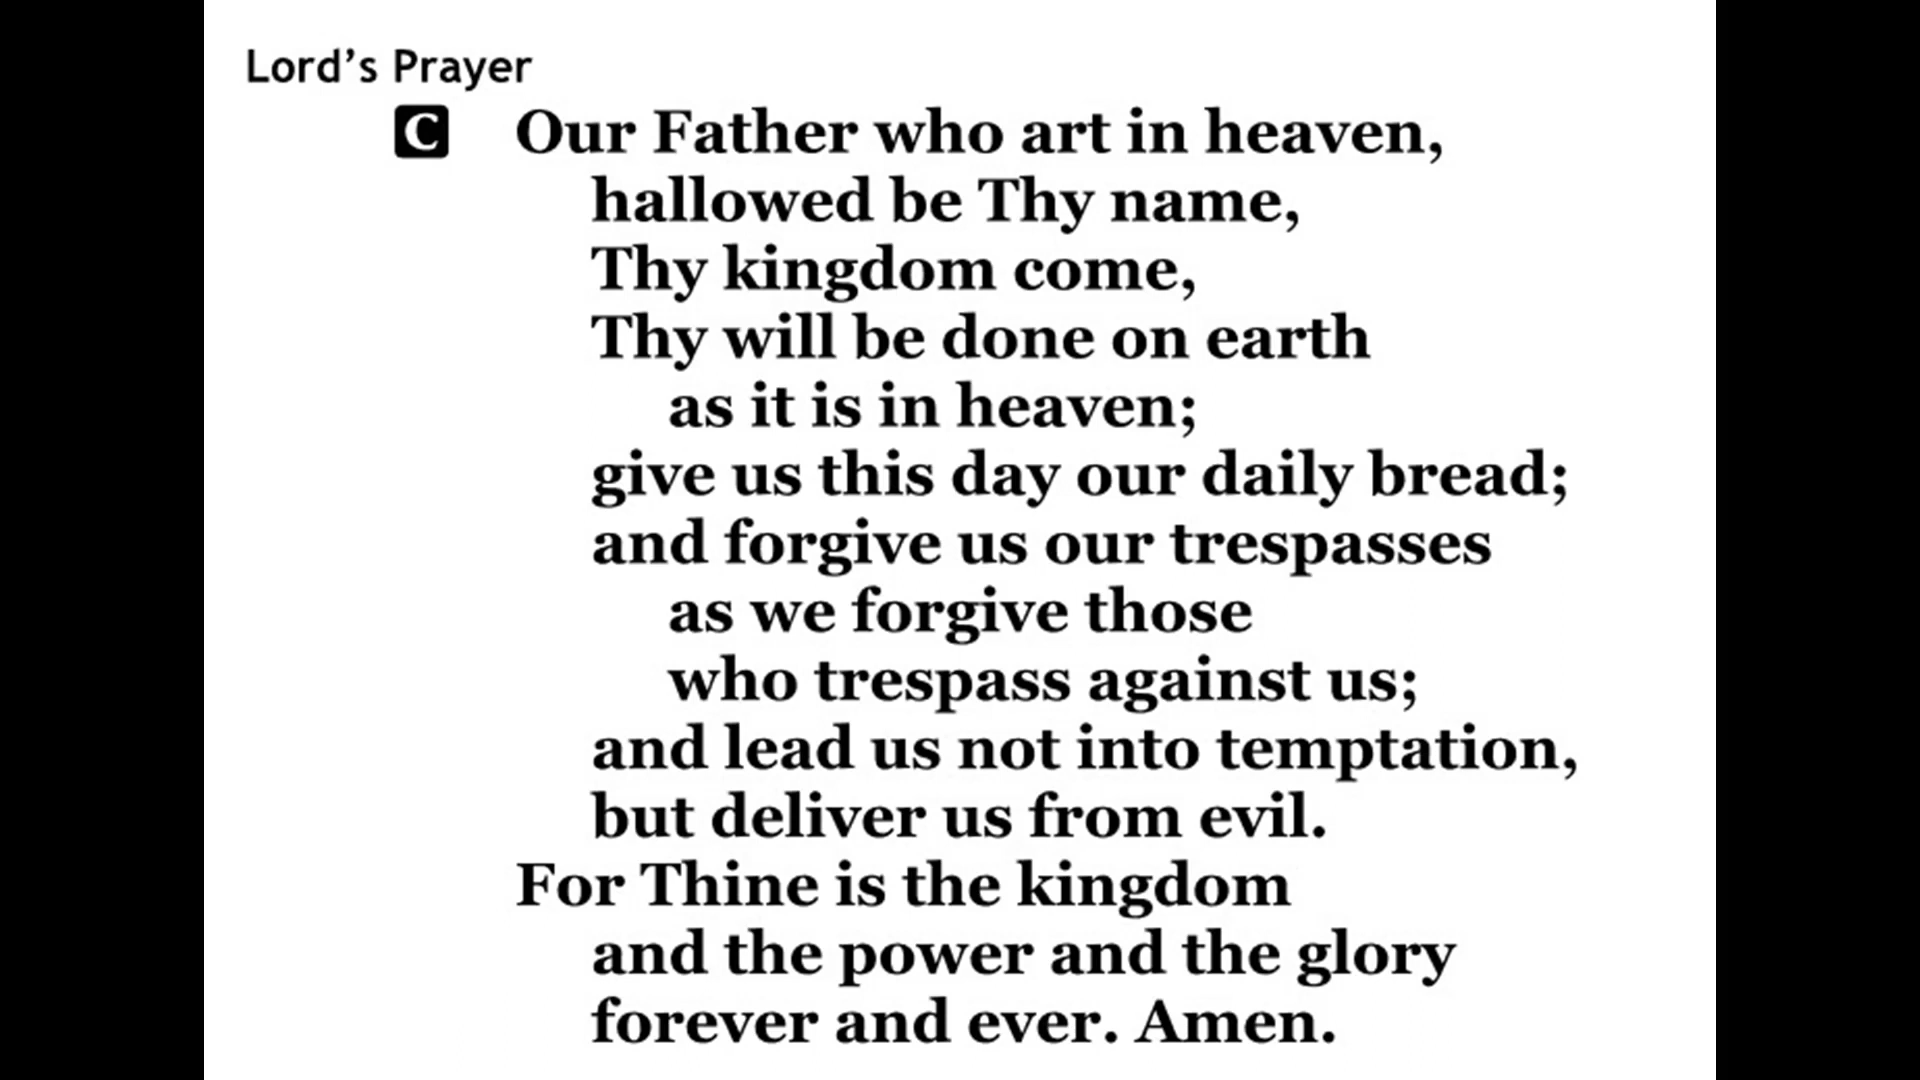 Lord’s Prayer
C Our Father who art in heaven,
hallowed be Thy name,
Thy kingdom come,
Thy will be done on earth
as it is in heaven;
give us this day our daily bread;
and forgive us our trespasses
as we forgive those
who trespass against us;
and lead us not into temptation,
but deliver us from evil.
For Thine is the kingdom
and the power and the glory
forever and ever. Amen.